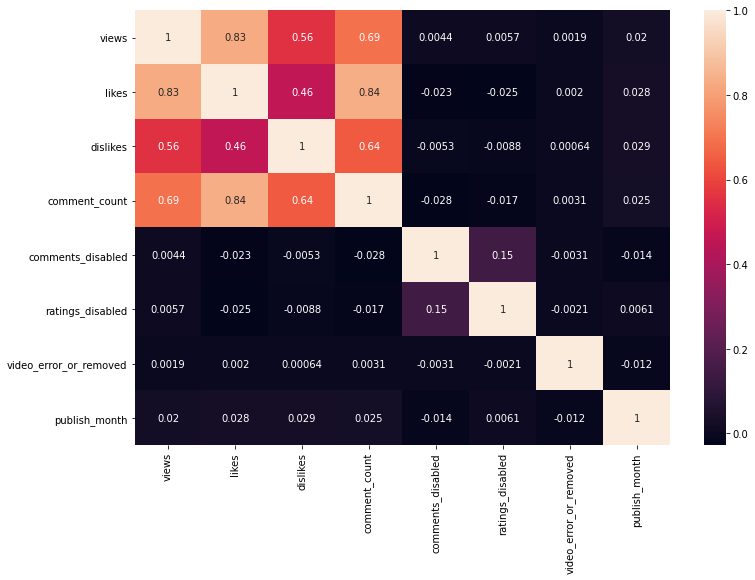 views 1 0.83 0.56 0.69 0.0044 0.0057 0.0019 0.02
likes 0.83 1 0.46 0.84 -0.023 -0.025 0.002 0.028
dislikes 0.56 0.46 1 0.64 -0.0053 -0.0088 0.00064 0.029
comment_count 0.69 0.84 0.64 1 -0.028 -0.017 0.0031 0.025
comments_disabled 0.0044 -0.023 -0.0053 -0.028 1 0.15 -0.0031 -0.014
ratings_disabled 0.0057 -0.025 -0.0088 -0.017 0.15 1 -0.0021 0.0061
video_error_or_removed 0.0019 0.002 0.00064 0.0031 -0.0031 -0.0021 1 -0.012
publish_month 0.02 0.028 0.029 0.025 -0.014 0.0061 -0.012 1
views
likes
dislikes
comment_count
comments_disabled
ratings_disabled
video_error_or_removed
publish_month
1.0
0.8
0.6
0.4
0.2
0.0